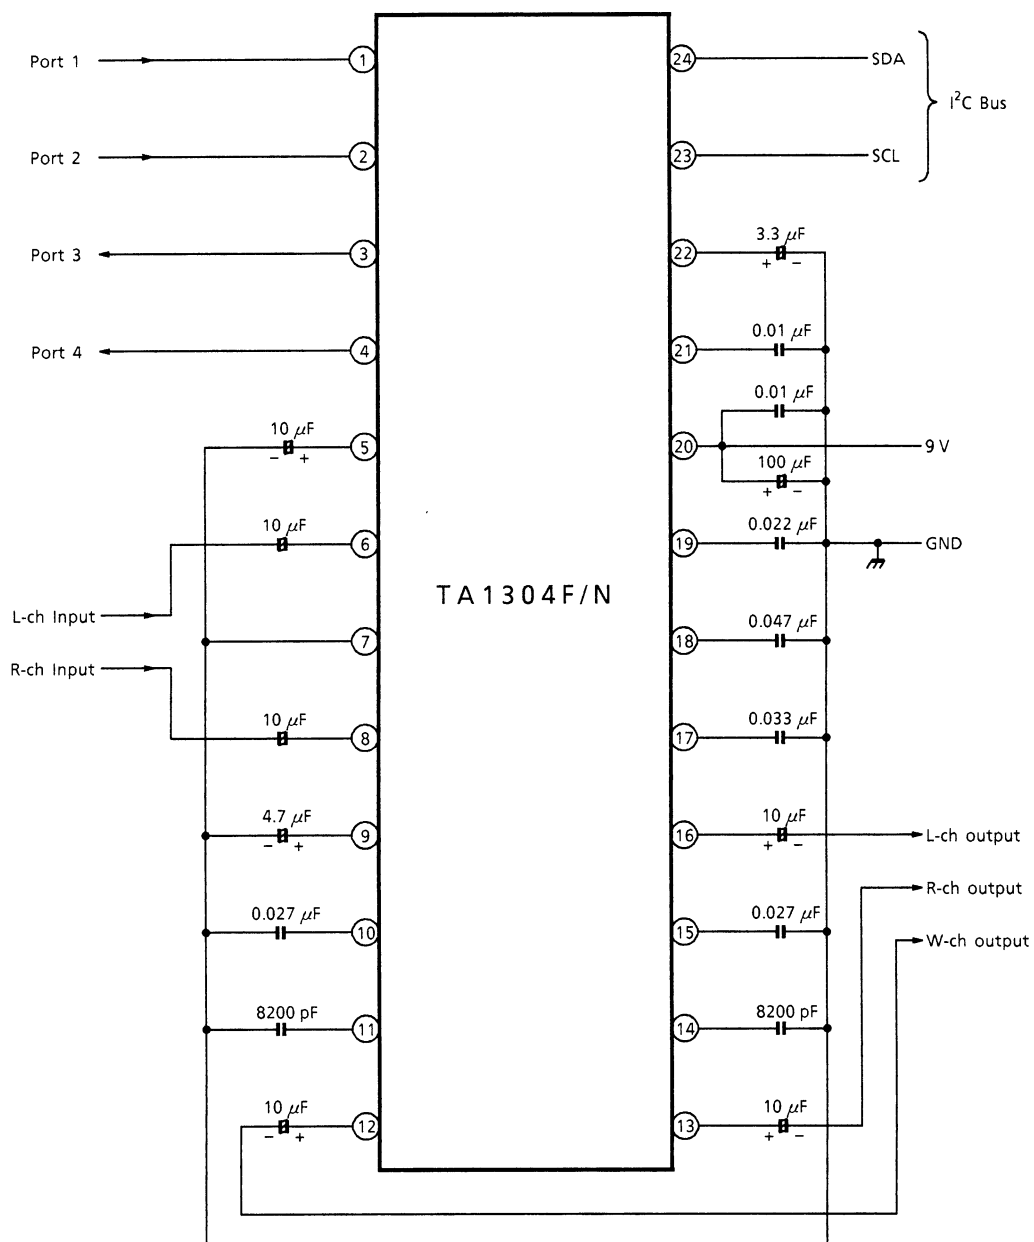 Port 1
1
24
SDA
I²C Bus
Port 2
2
23
SCL
3.3 µF
Port 3
3
22
+ −
0.01 µF
Port 4
4
21
0.01 µF
10 µF
5
20
9 V
− +
100 µF
+ −
10 µF
0.022 µF
6
19
GND
TA1304F/N
L-ch Input
0.047 µF
7
18
R-ch Input
10 µF
0.033 µF
8
17
4.7 µF
10 µF
9
16
L-ch output
− +
+ −
R-ch output
0.027 µF
0.027 µF
10
15
W-ch output
8200 pF
8200 pF
11
14
10 µF
10 µF
12
13
− +
+ −